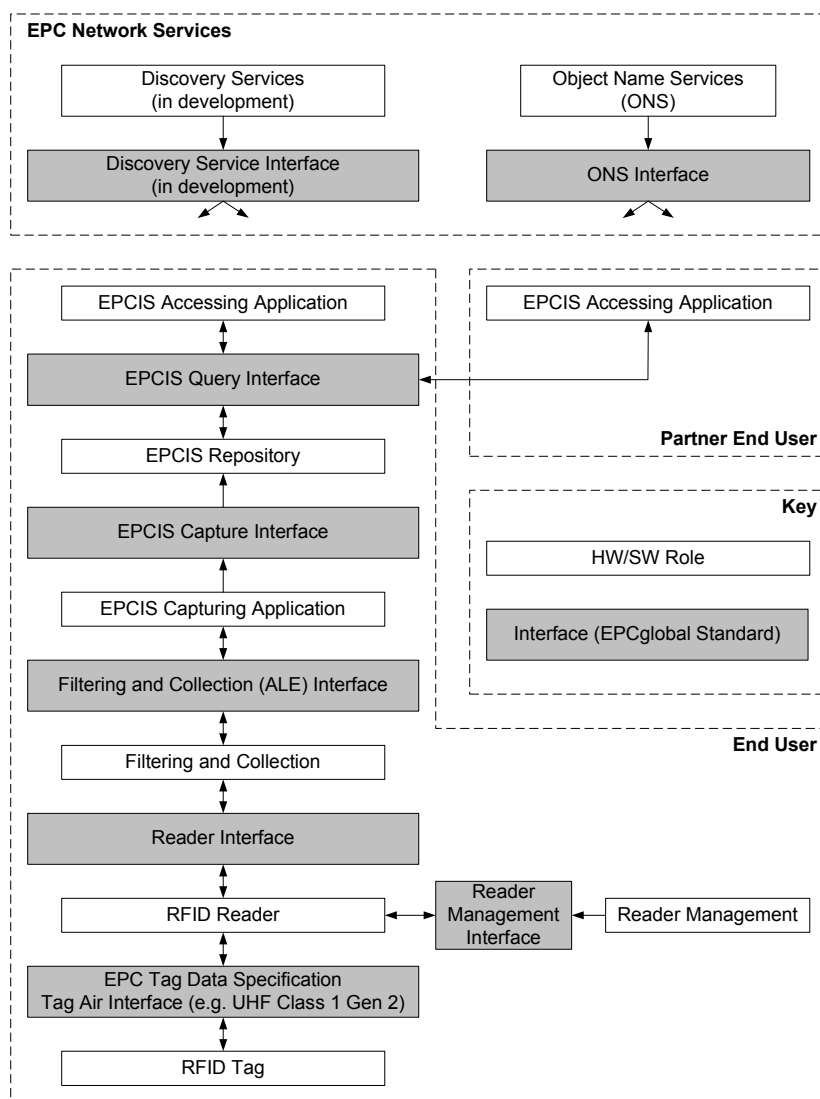 EPC Network Services
Discovery Services
(in development)
Object Name Services
(ONS)
Discovery Service Interface
(in development)
ONS Interface
EPCIS Accessing Application
EPCIS Accessing Application
EPCIS Query Interface
Partner End User
EPCIS Repository
Key
EPCIS Capture Interface
HW/SW Role
EPCIS Capturing Application
Interface (EPCglobal Standard)
Filtering and Collection (ALE) Interface
End User
Filtering and Collection
Reader Interface
RFID Reader
Reader
Management
Interface
Reader Management
EPC Tag Data Specification
Tag Air Interface (e.g. UHF Class 1 Gen 2)
RFID Tag